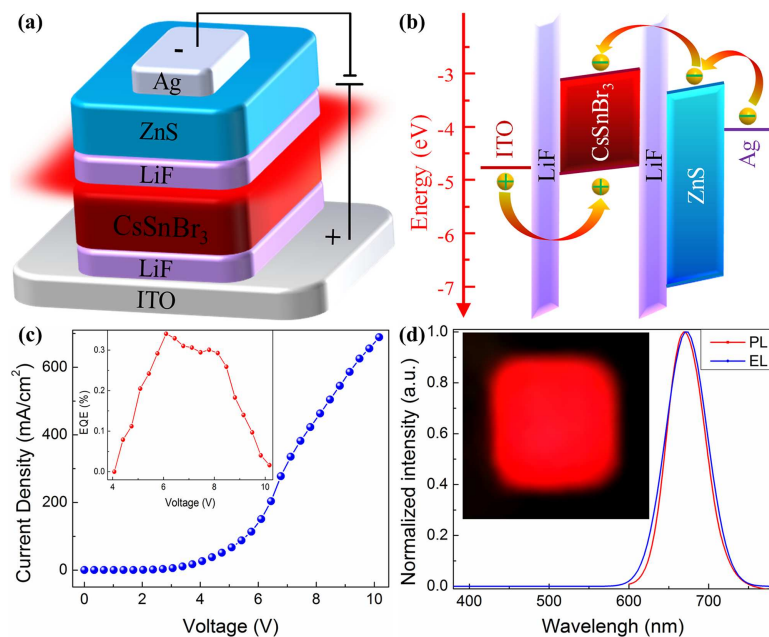 (a)
-
Ag
ZnS
LiF
CsSnBr3
+
LiF
ITO
(b)
Energy (eV)
-3
-4
-5
-6
-7
ITO
LiF
CsSnBr3
LiF
ZnS
Ag
(c)
Current Density (mA/cm2)
600
400
200
0
0 2 4 6 8 10
Voltage (V)
EQE (%)
0.3
0.2
0.1
0.0
4 5 6 7 8 9 10
Voltage (V)
(d)
PL
EL
Normalized intensity (a.u.)
1.0
0.8
0.6
0.4
0.2
0.0
400 500 600 700
Wavelengh (nm)